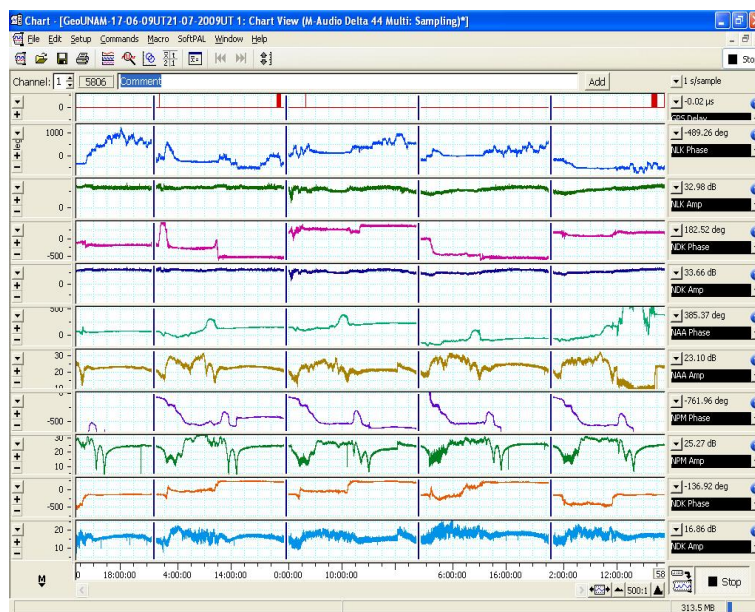 Chart - [GeoUNAM-17-06-09UT21-07-2009UT 1: Chart View (M-Audio Delta 44 Multi: Sampling)*]
File Edit Setup Commands Macro SoftPAL Window Help
Channel: 1 5806 Comment Add 1 s/sample
0 -0.02 µs
GPS Delay
1000 -489.26 deg
0 NLK Phase
32.98 dB
0 NLK Amp
0 182.52 deg
-500 NDK Phase
33.66 dB
0 NDK Amp
500 385.37 deg
0 NAA Phase
30 23.10 dB
20 NAA Amp
10
0 -761.96 deg
-500 NPM Phase
30 25.27 dB
20 NPM Amp
10
0 -136.92 deg
-500 NDK Phase
20 16.86 dB
10 NDK Amp
M 18:00:00 4:00:00 14:00:00 0:00:00 10:00:00 6:00:00 16:00:00 2:00:00 12:00:00 58
500:1 Stop
313.5 MB